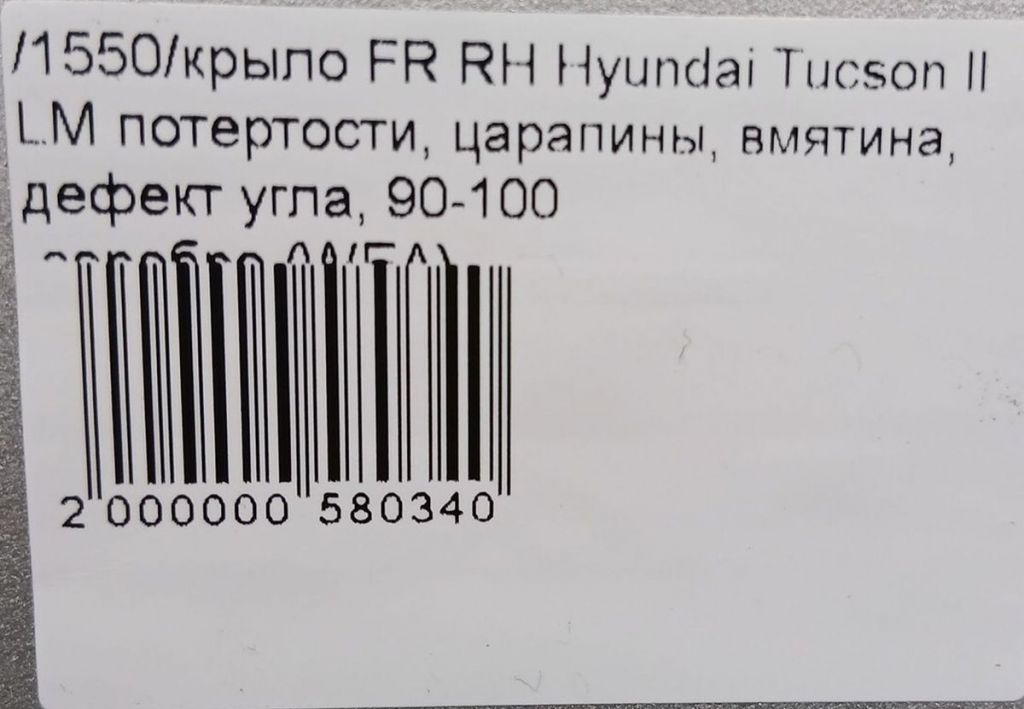 /1550/крыло FR RH Hyundai Tucson II
LM потертости, царапины, вмятина,
дефект угла, 90-100
2 000000 580340